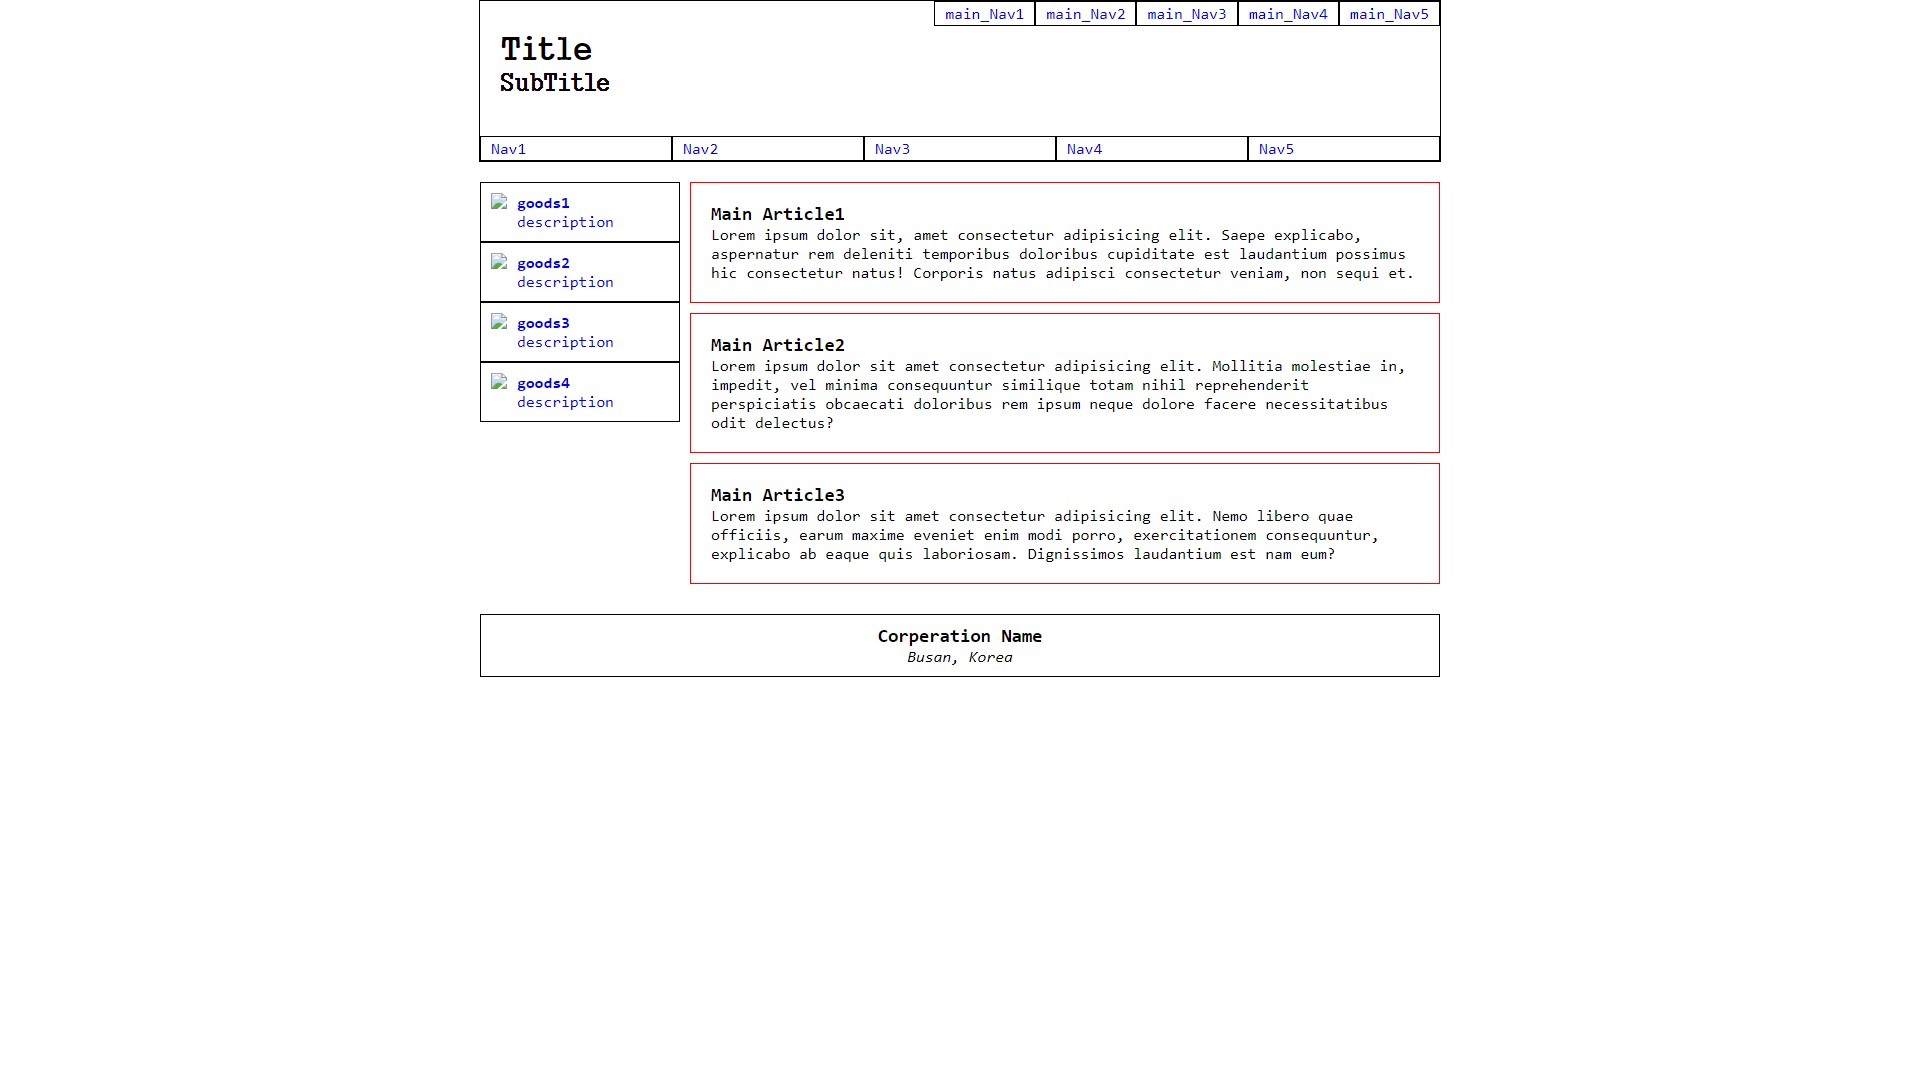 main_Nav1 main_Nav2 main_Nav3 main_Nav4 main_Nav5
Title
SubTitle
Nav1 Nav2 Nav3 Nav4 Nav5
goods1
description
goods2
description
goods3
description
goods4
description
Main Article1
Lorem ipsum dolor sit, amet consectetur adipisicing elit. Saepe explicabo,
aspernatur rem deleniti temporibus doloribus cupiditate est laudantium possimus
hic consectetur natus! Corporis natus adipisci consectetur veniam, non sequi et.
Main Article2
Lorem ipsum dolor sit amet consectetur adipisicing elit. Mollitia molestiae in,
impedit, vel minima consequuntur similique totam nihil reprehenderit
perspiciatis obcaecati doloribus rem ipsum neque dolore facere necessitatibus
odit delectus?
Main Article3
Lorem ipsum dolor sit amet consectetur adipisicing elit. Nemo libero quae
officiis, earum maxime eveniet enim modi porro, exercitationem consequuntur,
explicabo ab eaque quis laboriosam. Dignissimos laudantium est nam eum?
Corperation Name
Busan, Korea